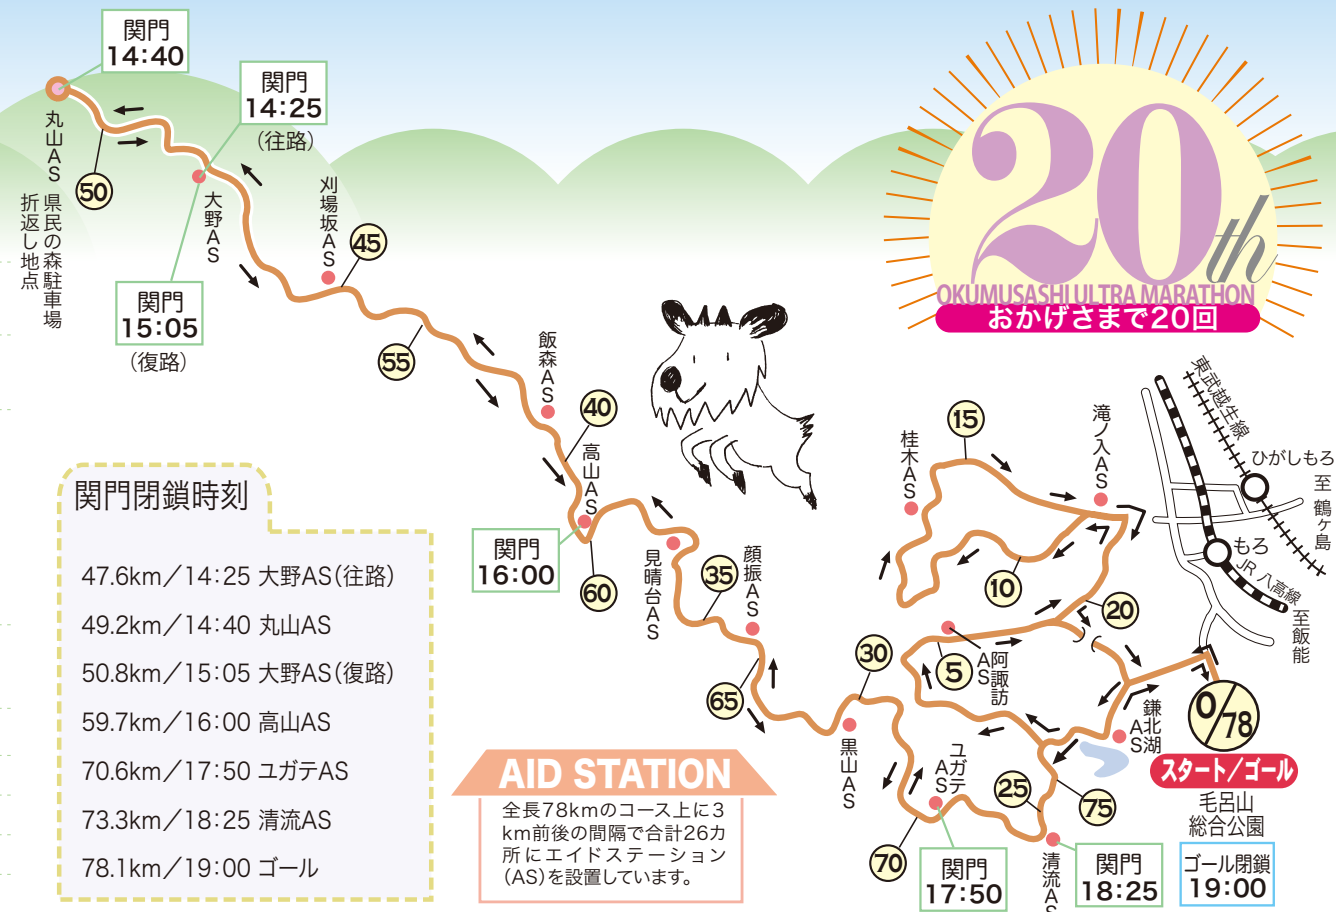 関門
14:40
関門
14:25
(往路)
丸山AS
県民の森駐車場
折返し地点
50
大野AS
関門
15:05
(復路)
刈場坂AS
45
55
飯森AS
40
高山AS
関門
16:00
60
見晴台AS
35
顔振AS
65
20th
OKUMUSASHI ULTRA MARATHON
おかげさまで20回
東武越生線
ひがしもろ
至 鶴ヶ島
もろ
JR 八高線
至飯能
15
滝ノ入AS
桂木AS
10
20
5
阿諏訪
AS
30
黒山AS
鎌北湖
AS
0/78
スタート/ゴール
毛呂山
総合公園
ゴール閉鎖
19:00
ユガテ
AS
25
75
70
関門
17:50
清流AS
関門
18:25
関門閉鎖時刻
47.6km/14:25 大野AS(往路)
49.2km/14:40 丸山AS
50.8km/15:05 大野AS(復路)
59.7km/16:00 高山AS
70.6km/17:50 ユガテAS
73.3km/18:25 清流AS
78.1km/19:00 ゴール
AID STATION
全長78kmのコース上に3
km前後の間隔で合計26カ
所にエイドステーション
(AS)を設置しています。